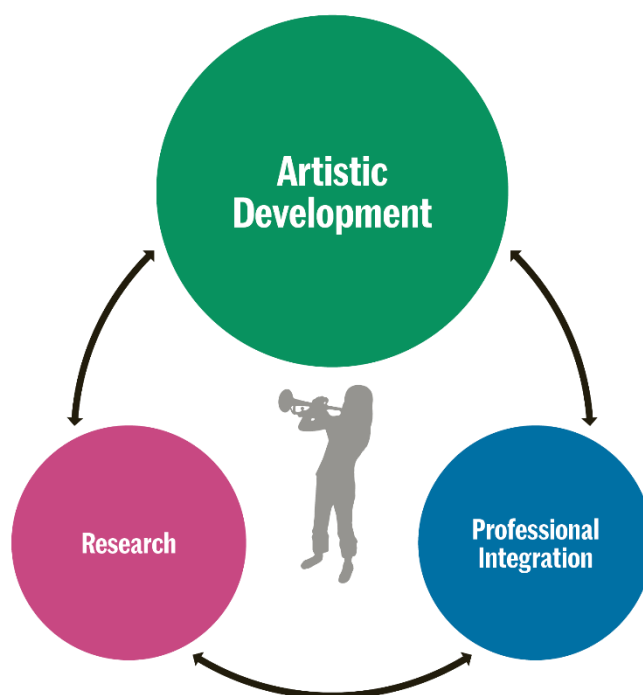 Artistic
Development
Research
Professional
Integration